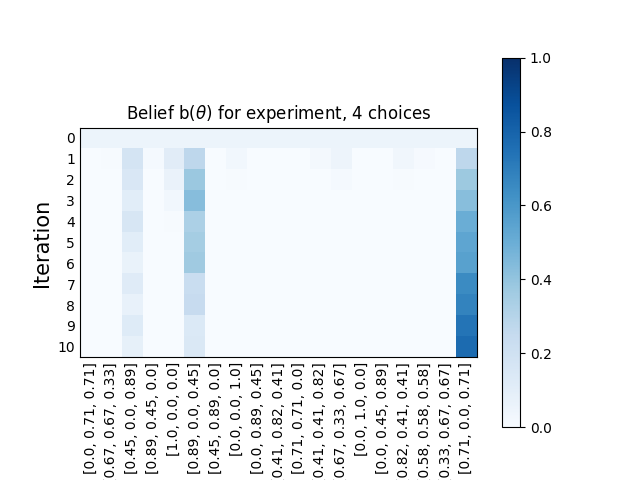 Belief b(θ) for experiment, 4 choices
Iteration
0
1
2
3
4
5
6
7
8
9
10
[0.0, 0.71, 0.71]
0.67, 0.67, 0.33]
[0.45, 0.0, 0.89]
[0.89, 0.45, 0.0]
[1.0, 0.0, 0.0]
[0.89, 0.0, 0.45]
[0.45, 0.89, 0.0]
[0.0, 0.0, 1.0]
[0.0, 0.89, 0.45]
0.41, 0.82, 0.41]
[0.71, 0.71, 0.0]
0.41, 0.41, 0.82]
0.67, 0.33, 0.67]
[0.0, 1.0, 0.0]
[0.0, 0.45, 0.89]
0.82, 0.41, 0.41]
0.58, 0.58, 0.58]
0.33, 0.67, 0.67]
[0.71, 0.0, 0.71]
1.0
0.8
0.6
0.4
0.2
0.0